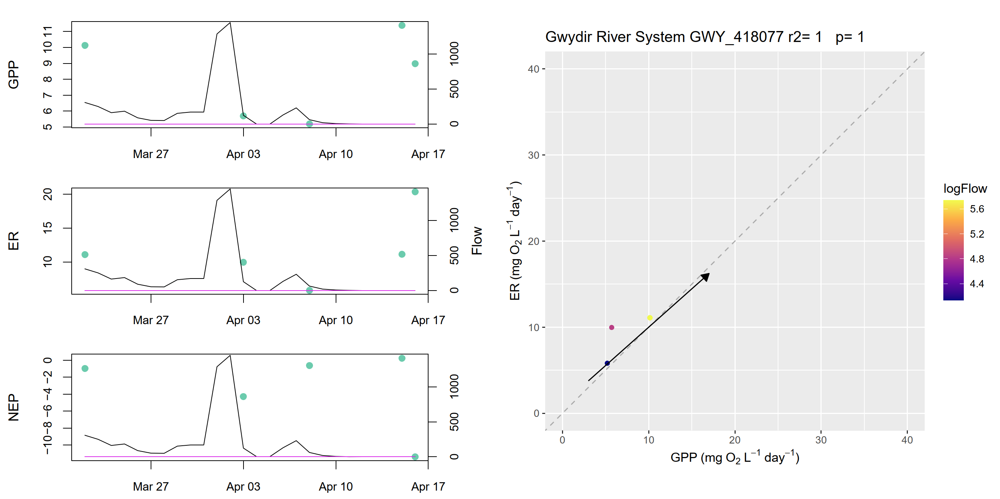 GPP
11
10
9
8
7
6
5
1000
500
0
Mar 27 Apr 03 Apr 10 Apr 17
ER
20
15
10
1000
500
0
Mar 27 Apr 03 Apr 10 Apr 17
NEP
0
−2
−4
−6
−8
−10
1000
500
0
Mar 27 Apr 03 Apr 10 Apr 17
Flow
Gwydir River System GWY_418077 r2= 1 p= 1
ER (mg O₂ L⁻¹ day⁻¹)
40
30
20
10
0
0 10 20 30 40
GPP (mg O₂ L⁻¹ day⁻¹)
logFlow
5.6
5.2
4.8
4.4